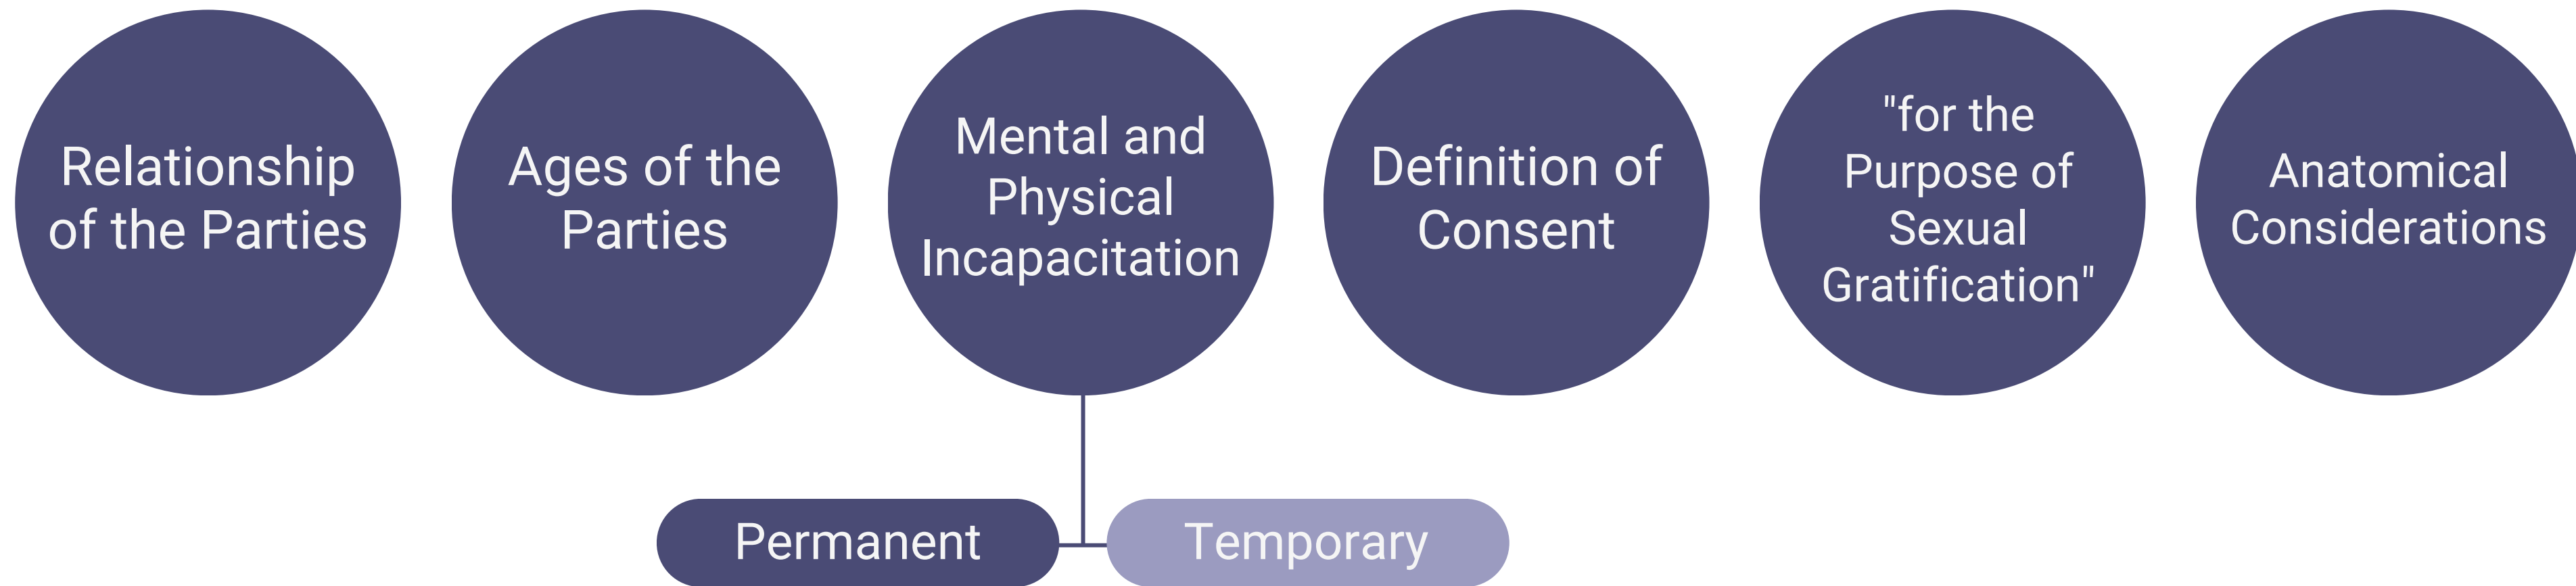 Relationship
of the Parties
Ages of the
Parties
Mental and
Physical
Incapacitation
Definition of
Consent
"for the
Purpose of
Sexual
Gratification"
Anatomical
Considerations
Permanent
Temporary